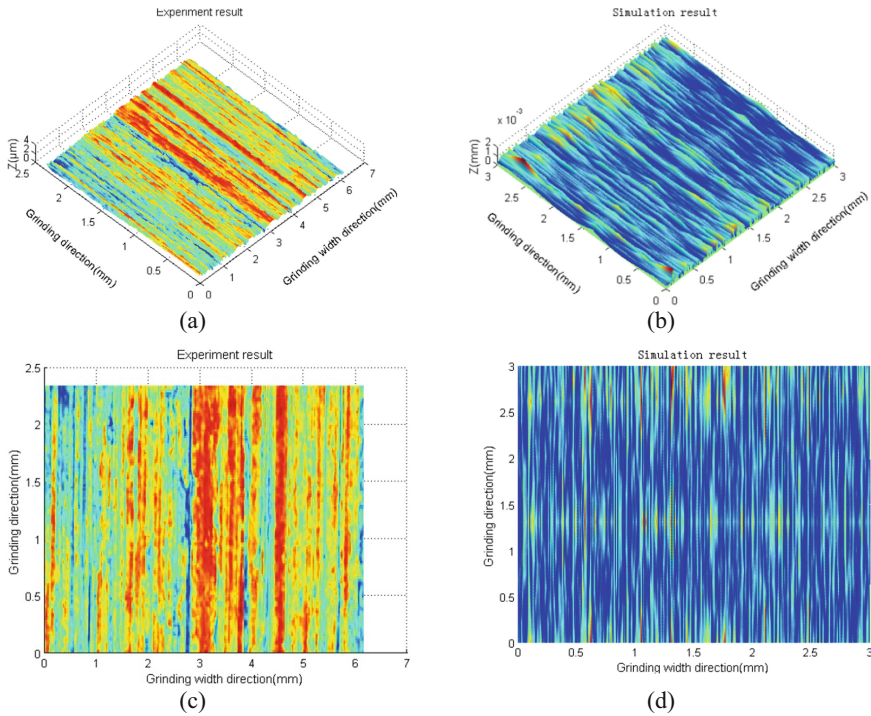 Experiment result
Z(μm)
4
2
0
2.5
2
1.5
1
0.5
0
Grinding direction(mm)
0
1
2
3
4
5
6
7
Grinding width direction(mm)
(a)
Simulation result
x 10⁻³
Z(mm)
2
1
0
3
2.5
2
1.5
1
0.5
0
Grinding direction(mm)
0
0.5
1
1.5
2
2.5
3
Grinding width direction(mm)
(b)
Experiment result
2.5
2
1.5
1
0.5
0
Grinding direction(mm)
0 1 2 3 4 5 6 7
Grinding width direction(mm)
(c)
Simulation result
3
2.5
2
1.5
1
0.5
0
Grinding direction(mm)
0 0.5 1 1.5 2 2.5 3
Grinding width direction(mm)
(d)